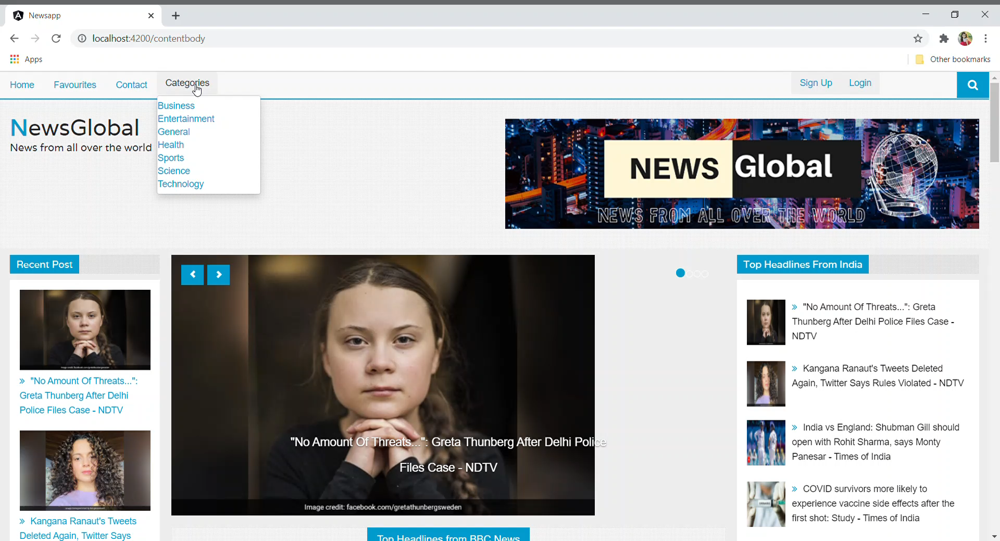 Newsapp
localhost:4200/contentbody
Apps
Other bookmarks
Home
Favourites
Contact
Categories
Sign Up
Login
Business
Entertainment
General
Health
Sports
Science
Technology
NewsGlobal
News from all over the world
NEWS Global
NEWS FROM ALL OVER THE WORLD
Recent Post
» "No Amount Of Threats...":
Greta Thunberg After Delhi
Police Files Case - NDTV
» Kangana Ranaut's Tweets
Deleted Again, Twitter Says
"No Amount Of Threats...": Greta Thunberg After Delhi Police
Files Case - NDTV
Image credit: facebook.com/gretathunbergsweden
Top Headlines from BBC News
Top Headlines From India
» "No Amount Of Threats...": Greta
Thunberg After Delhi Police Files Case -
NDTV
» Kangana Ranaut's Tweets Deleted
Again, Twitter Says Rules Violated - NDTV
» India vs England: Shubman Gill should
open with Rohit Sharma, says Monty
Panesar - Times of India
» COVID survivors more likely to
experience vaccine side effects after the
first shot: Study - Times of India